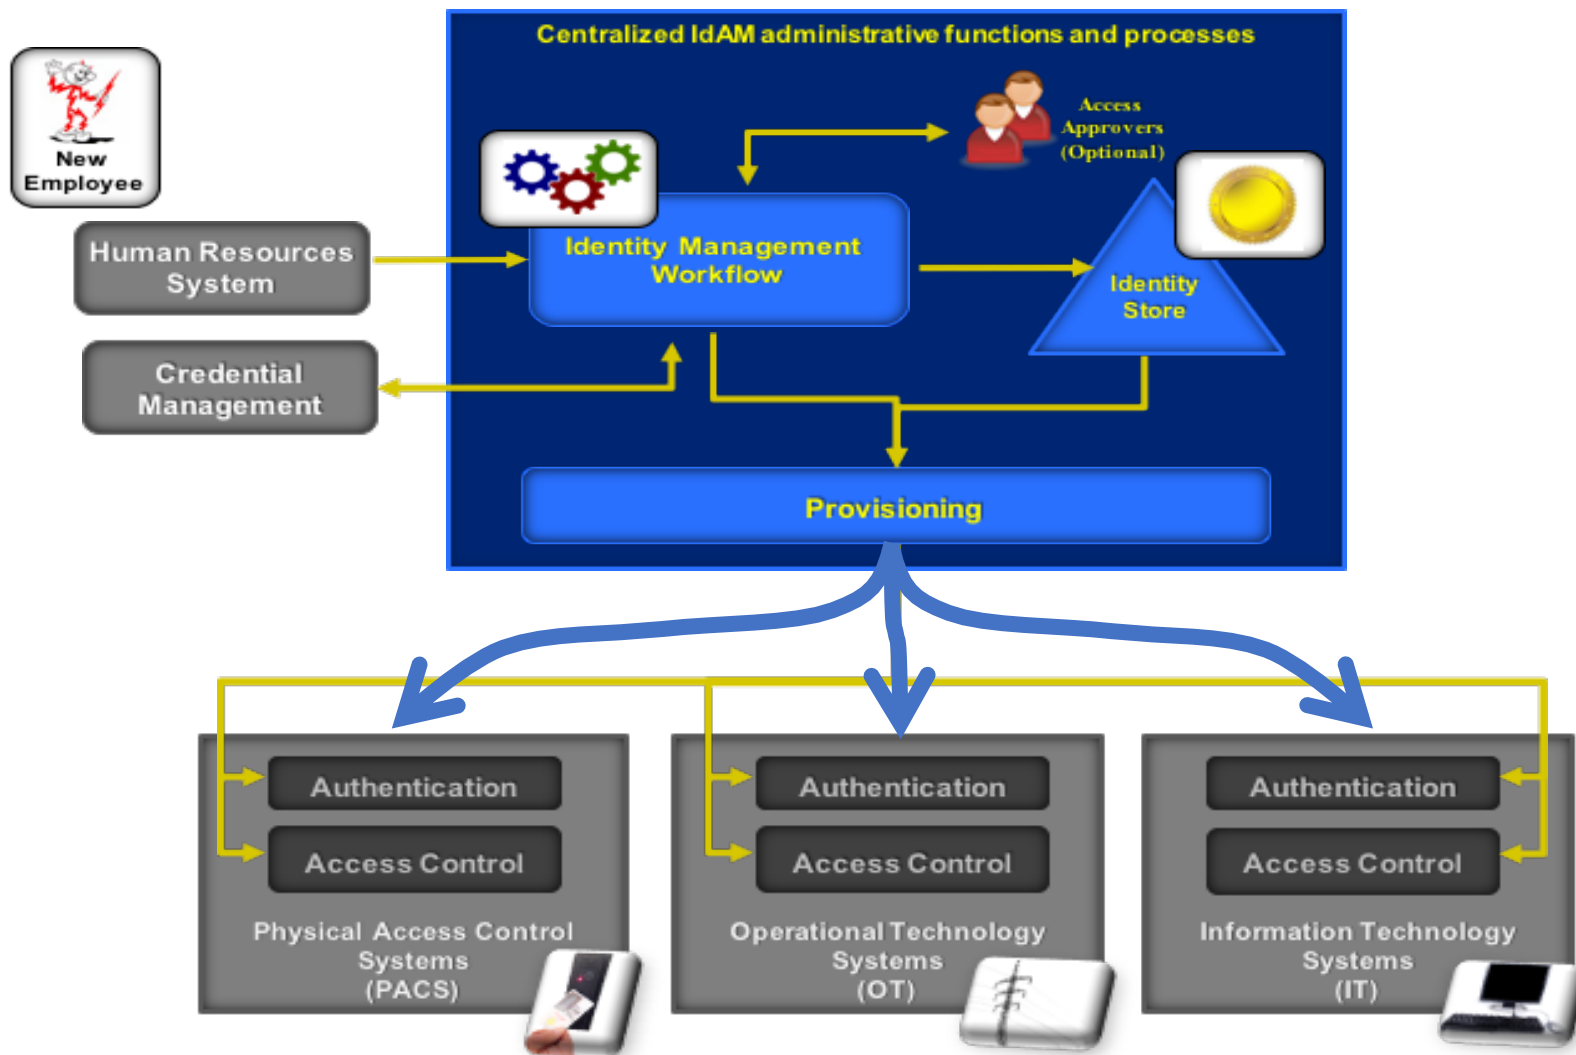 Centralized IdAM administrative functions and processes
New
Employee
Access
Approvers
(Optional)
Human Resources
System
Identity Management
Workflow
Identity
Store
Credential
Management
Provisioning
Authentication
Access Control
Physical Access Control
Systems
(PACS)
Authentication
Access Control
Operational Technology
Systems
(OT)
Authentication
Access Control
Information Technology
Systems
(IT)